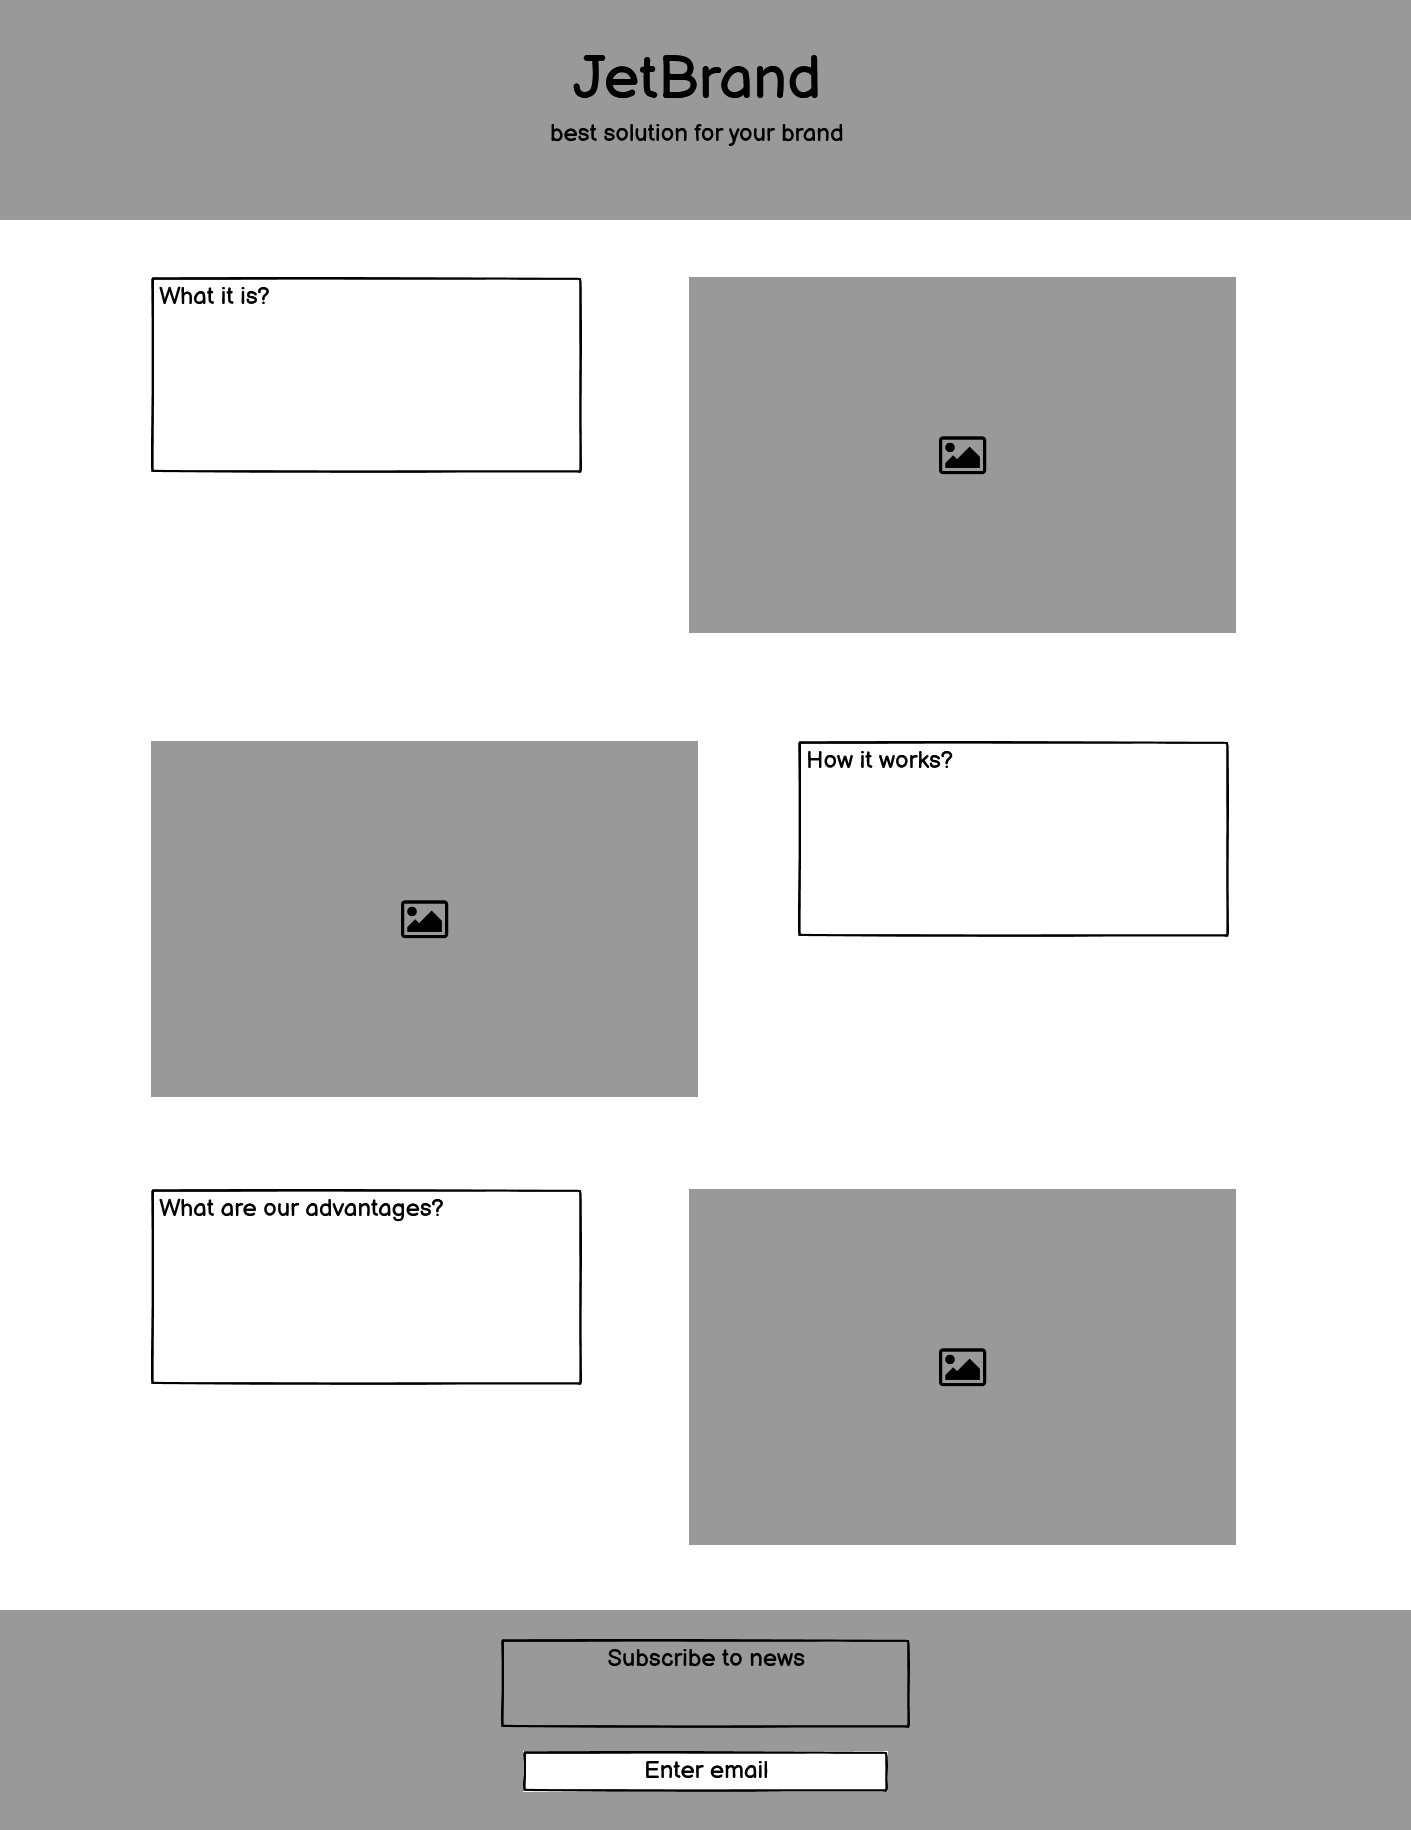 JetBrand
best solution for your brand
What it is?
How it works?
What are our advantages?
Subscribe to news
Enter email